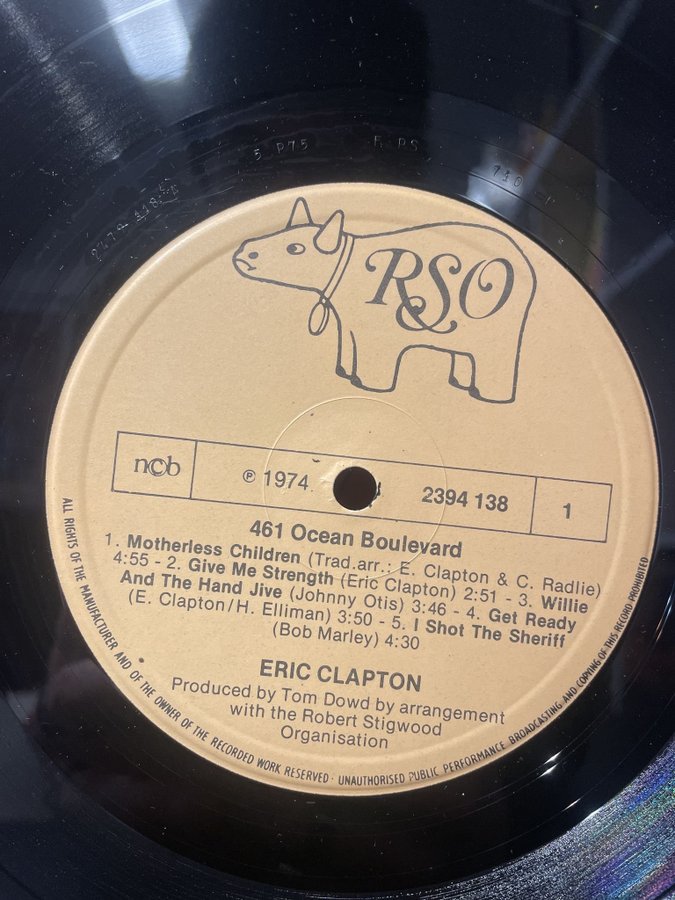 RSO
ncb
℗ 1974
2394 138
1
461 Ocean Boulevard
1. Motherless Children (Trad.arr.: E. Clapton & C. Radlie)
4:55 - 2. Give Me Strength (Eric Clapton) 2:51 - 3. Willie
And The Hand Jive (Johnny Otis) 3:46 - 4. Get Ready
(E. Clapton/H. Elliman) 3:50 - 5. I Shot The Sheriff
(Bob Marley) 4:30
ERIC CLAPTON
Produced by Tom Dowd by arrangement
with the Robert Stigwood
Organisation
ALL RIGHTS OF THE MANUFACTURER AND OF THE OWNER OF THE RECORDED WORK RESERVED · UNAUTHORISED PUBLIC PERFORMANCE BROADCASTING AND COPYING OF THIS RECORD PROHIBITED